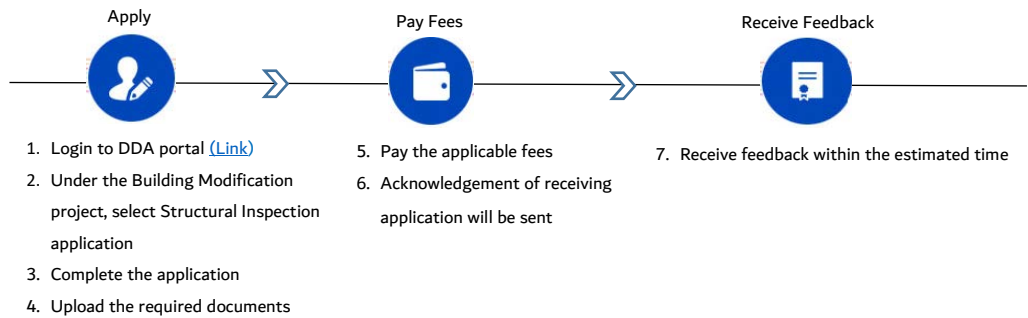 Apply
Pay Fees
Receive Feedback
1. Login to DDA portal (Link)
2. Under the Building Modification
project, select Structural Inspection
application
3. Complete the application
4. Upload the required documents
5. Pay the applicable fees
6. Acknowledgement of receiving
application will be sent
7. Receive feedback within the estimated time